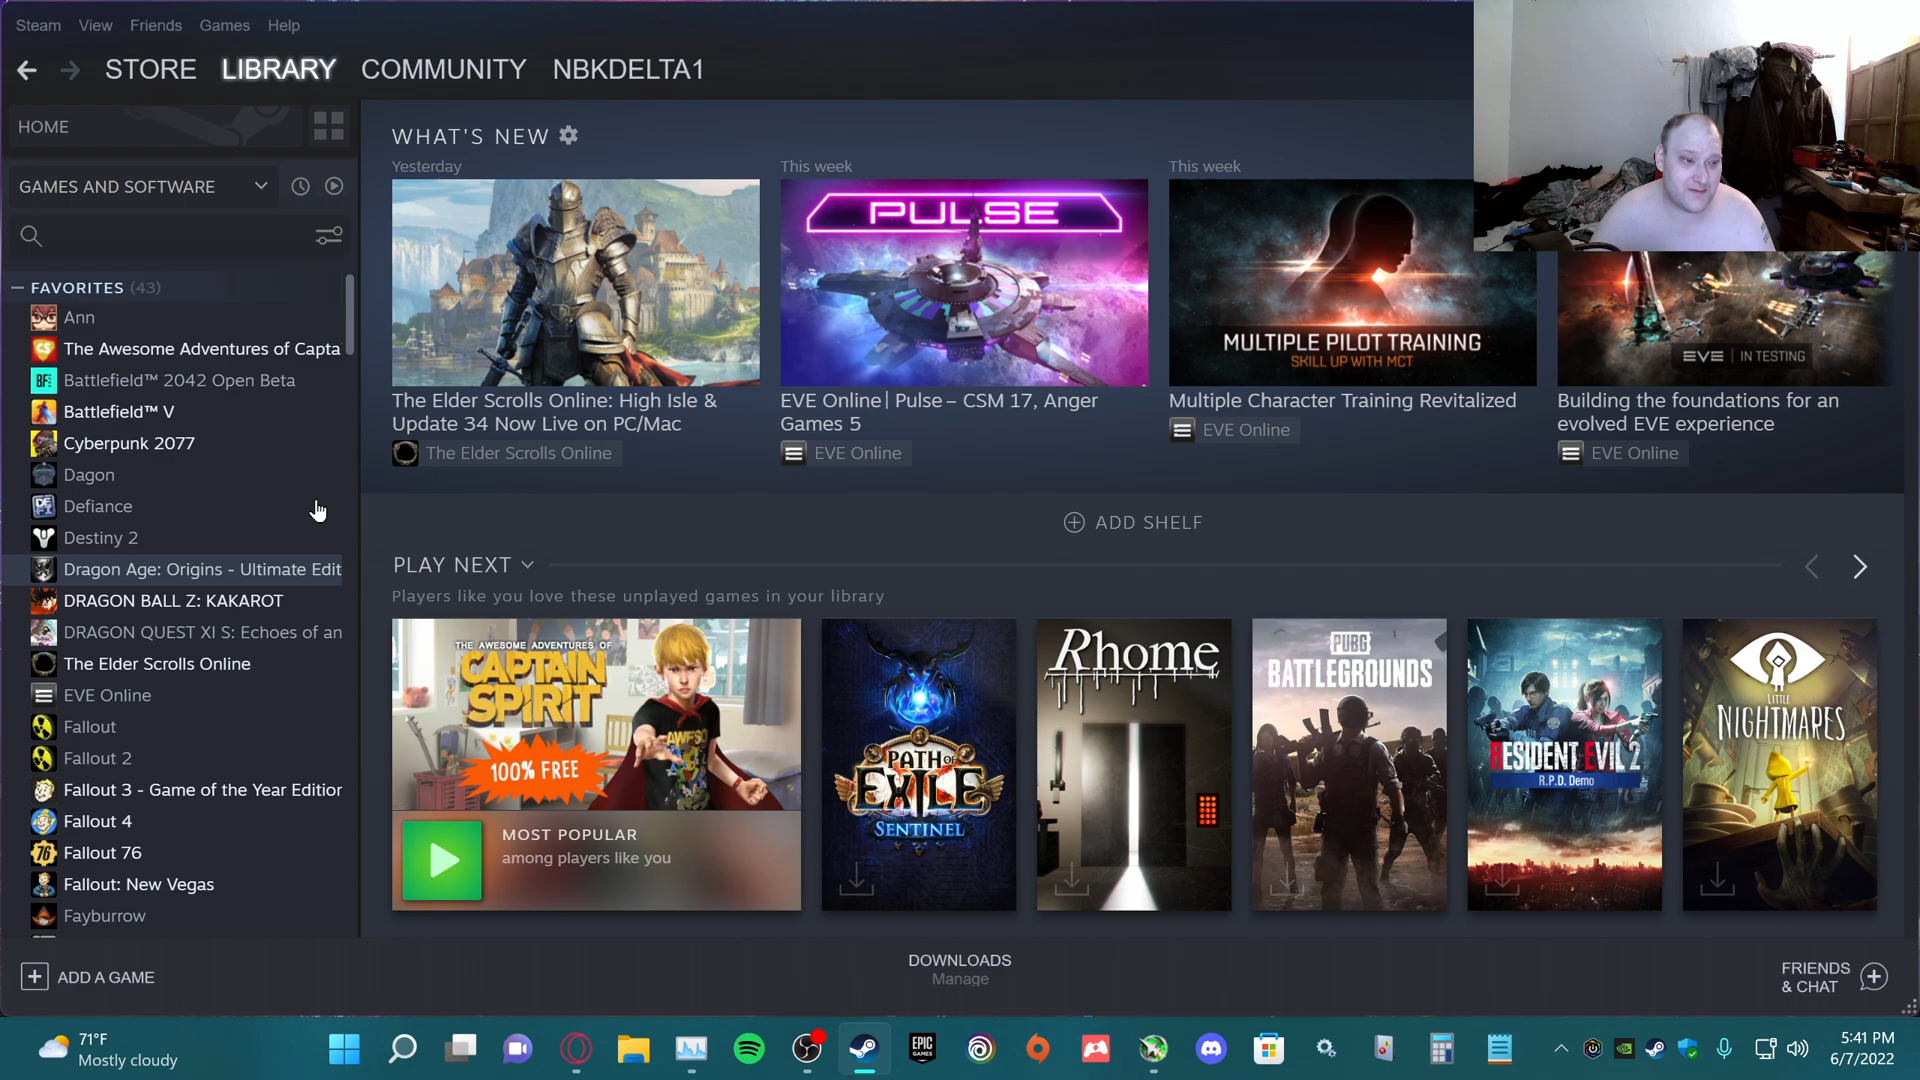 Steam View Friends Games Help
STORE LIBRARY COMMUNITY NBKDELTA1
HOME
GAMES AND SOFTWARE
FAVORITES (43)
Ann
The Awesome Adventures of Capta
Battlefield™ 2042 Open Beta
Battlefield™ V
Cyberpunk 2077
Dagon
Defiance
Destiny 2
Dragon Age: Origins - Ultimate Edit
DRAGON BALL Z: KAKAROT
DRAGON QUEST XI S: Echoes of an
The Elder Scrolls Online
EVE Online
Fallout
Fallout 2
Fallout 3 - Game of the Year Edition
Fallout 4
Fallout 76
Fallout: New Vegas
Fayburrow
ADD A GAME
WHAT'S NEW
Yesterday
The Elder Scrolls Online: High Isle &
Update 34 Now Live on PC/Mac
The Elder Scrolls Online
This week
PULSE
EVE Online | Pulse – CSM 17, Anger
Games 5
EVE Online
This week
MULTIPLE PILOT TRAINING
SKILL UP WITH MCT
Multiple Character Training Revitalized
EVE Online
EVE | IN TESTING
Building the foundations for an
evolved EVE experience
EVE Online
ADD SHELF
PLAY NEXT
Players like you love these unplayed games in your library
THE AWESOME ADVENTURES OF
CAPTAIN
SPIRIT
100% FREE
MOST POPULAR
among players like you
PATH OF
EXILE
SENTINEL
Rhome
PUBG
BATTLEGROUNDS
RESIDENT EVIL 2
R.P.D. Demo
LITTLE
NIGHTMARES
DOWNLOADS
Manage
FRIENDS
& CHAT
71°F
Mostly cloudy
EPIC
GAMES
5:41 PM
6/7/2022